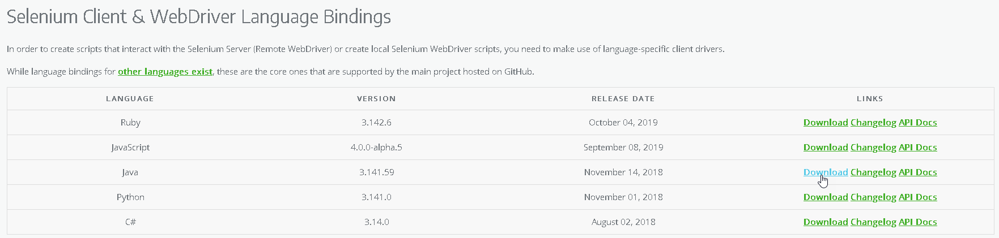 Selenium Client & WebDriver Language Bindings
In order to create scripts that interact with the Selenium Server (Remote WebDriver) or create local Selenium WebDriver scripts, you need to make use of language-specific client drivers.
While language bindings for other languages exist, these are the core ones that are supported by the main project hosted on GitHub.
LANGUAGE VERSION RELEASE DATE LINKS
Ruby 3.142.6 October 04, 2019 Download Changelog API Docs
JavaScript 4.0.0-alpha.5 September 08, 2019 Download Changelog API Docs
Java 3.141.59 November 14, 2018 Download Changelog API Docs
Python 3.141.0 November 01, 2018 Download Changelog API Docs
C# 3.14.0 August 02, 2018 Download Changelog API Docs